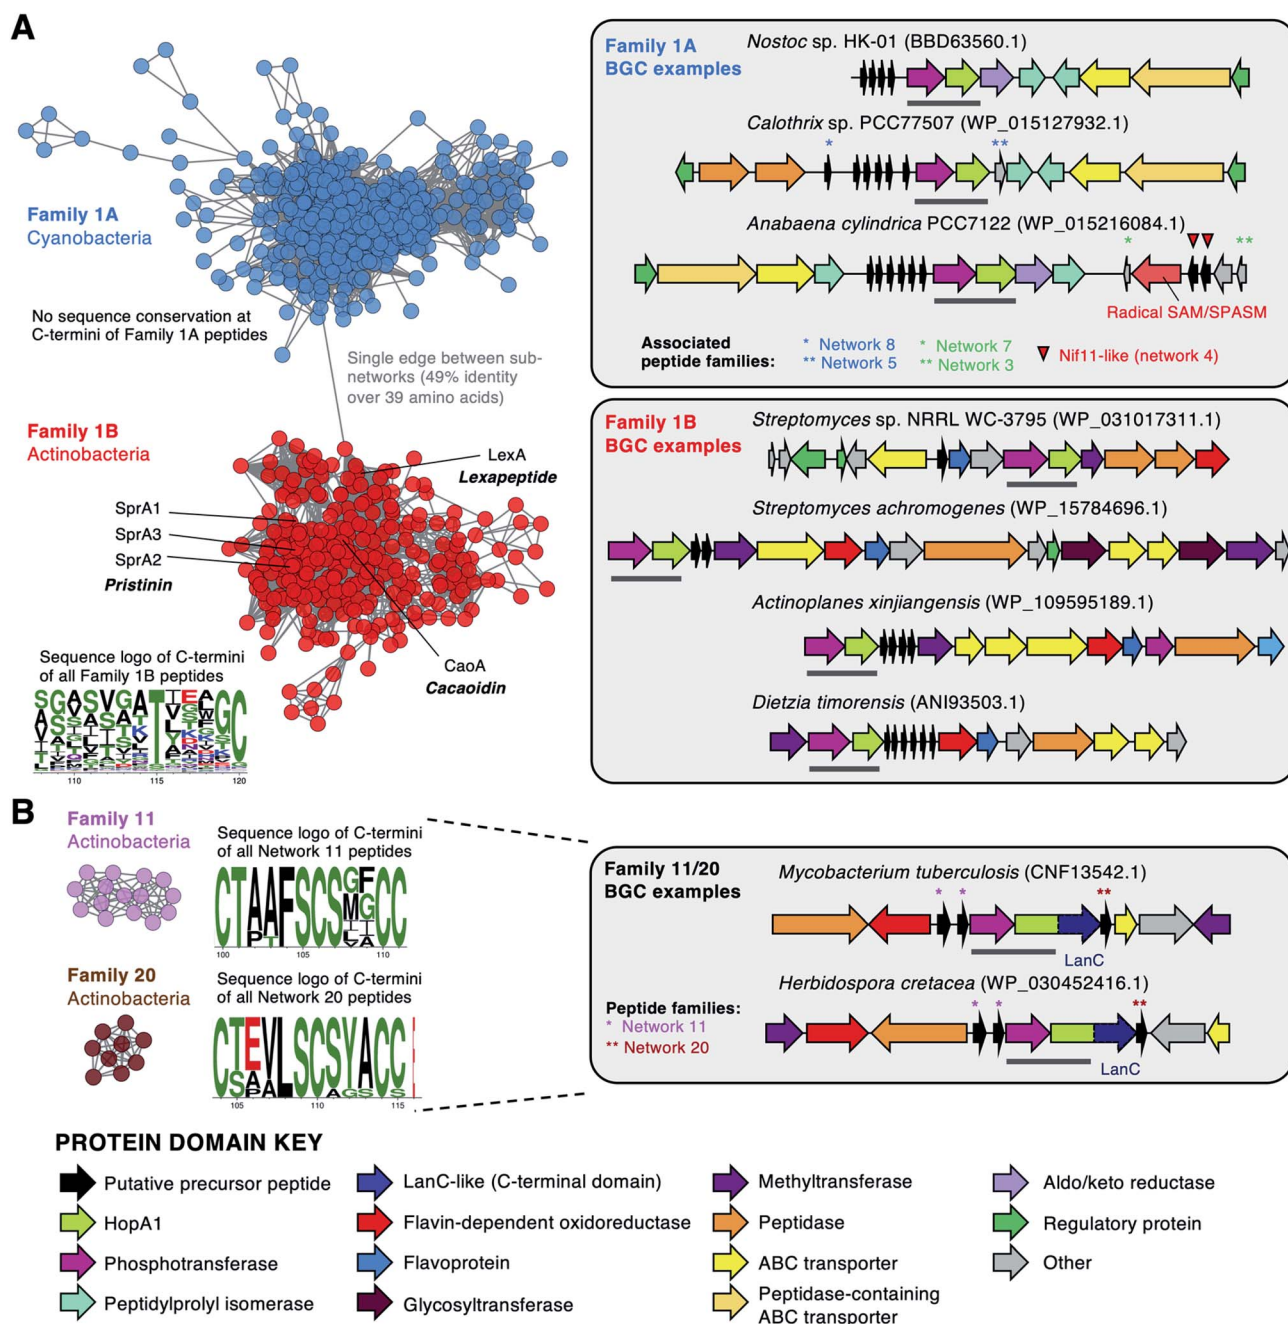 A
Family 1A
Cyanobacteria
No sequence conservation at
C-termini of Family 1A peptides
Single edge between sub-
networks (49% identity
over 39 amino acids)
Family 1B
Actinobacteria
LexA
Lexapeptide
SprA1
SprA3
SprA2
Pristinin
CaoA
Cacaoidin
Sequence logo of C-termini
of all Family 1B peptides
110 115 120
Family 1A
BGC examples
Nostoc sp. HK-01 (BBD63560.1)
Calothrix sp. PCC77507 (WP_015127932.1)
* **
Anabaena cylindrica PCC7122 (WP_015216084.1)
* **
Radical SAM/SPASM
Associated
peptide families:
* Network 8
** Network 5
* Network 7
** Network 3
Nif11-like (network 4)
Family 1B
BGC examples
Streptomyces sp. NRRL WC-3795 (WP_031017311.1)
Streptomyces achromogenes (WP_15784696.1)
Actinoplanes xinjiangensis (WP_109595189.1)
Dietzia timorensis (ANI93503.1)
B
Family 11
Actinobacteria
Sequence logo of C-termini
of all Network 11 peptides
100 105 110
Family 20
Actinobacteria
Sequence logo of C-termini
of all Network 20 peptides
105 110 115
Family 11/20
BGC examples
Mycobacterium tuberculosis (CNF13542.1)
* * **
LanC
Herbidospora cretacea (WP_030452416.1)
* * **
LanC
Peptide families:
* Network 11
** Network 20
PROTEIN DOMAIN KEY
Putative precursor peptide
HopA1
Phosphotransferase
Peptidylprolyl isomerase
LanC-like (C-terminal domain)
Flavin-dependent oxidoreductase
Flavoprotein
Glycosyltransferase
Methyltransferase
Peptidase
ABC transporter
Peptidase-containing
ABC transporter
Aldo/keto reductase
Regulatory protein
Other